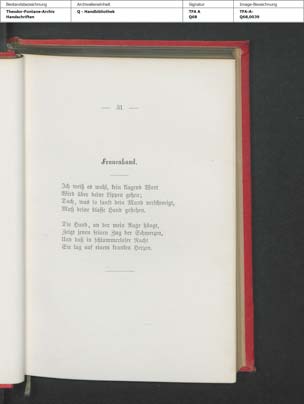 Bestandsbezeichnung
Archivalieneinheit
Signatur
Image-Bezeichnung
Theodor-Fontane-Archiv
Handschriften
Q - Handbibliothek
TFA A
Q68
TFA-A-
Q68,0039
— 31 —
Frauenhand.
Ich weiß es wohl, kein klagend Wort
Wird über deine Lippen gehen;
Doch, was so sanft dein Mund verschweigt,
Muß deine blasse Hand gestehen.
Die Hand, an der mein Auge hängt,
Zeigt jenen feinen Zug der Schmerzen,
Und daß in schlummerloser Nacht
Sie lag auf einem kranken Herzen.